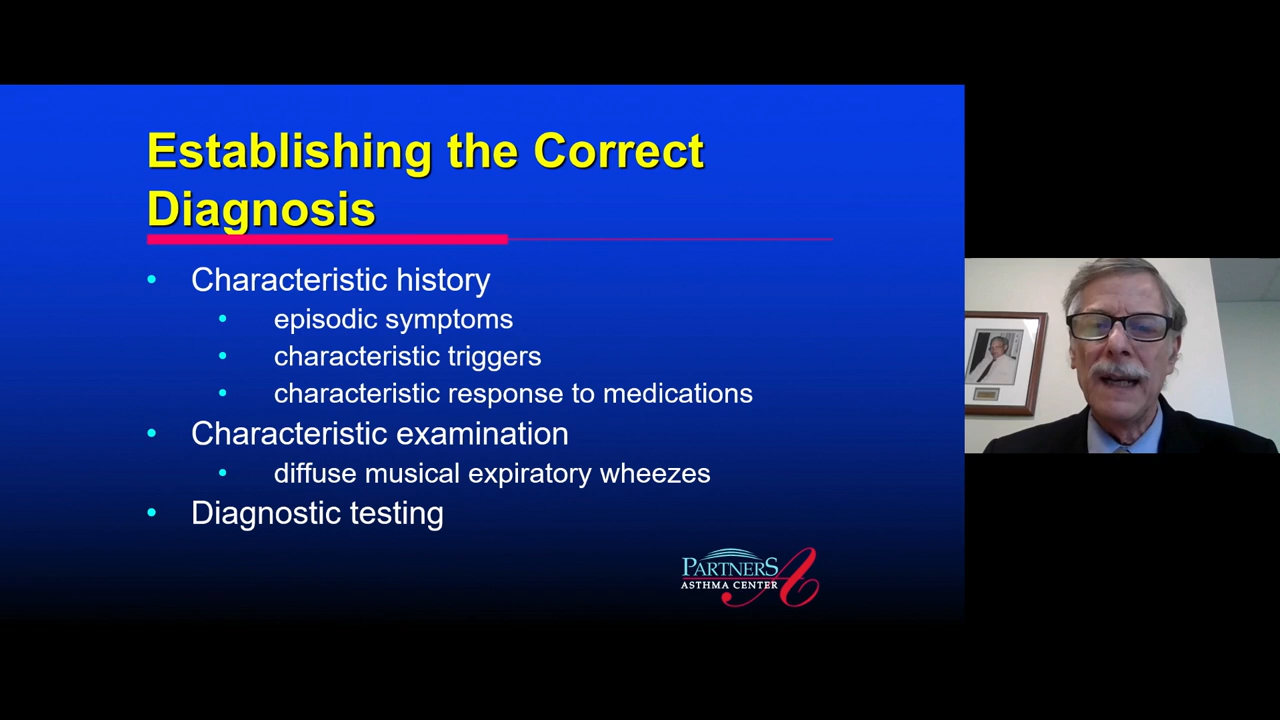 Establishing the Correct
Diagnosis
• Characteristic history
• episodic symptoms
• characteristic triggers
• characteristic response to medications
• Characteristic examination
• diffuse musical expiratory wheezes
• Diagnostic testing
PARTNERS
ASTHMA CENTER